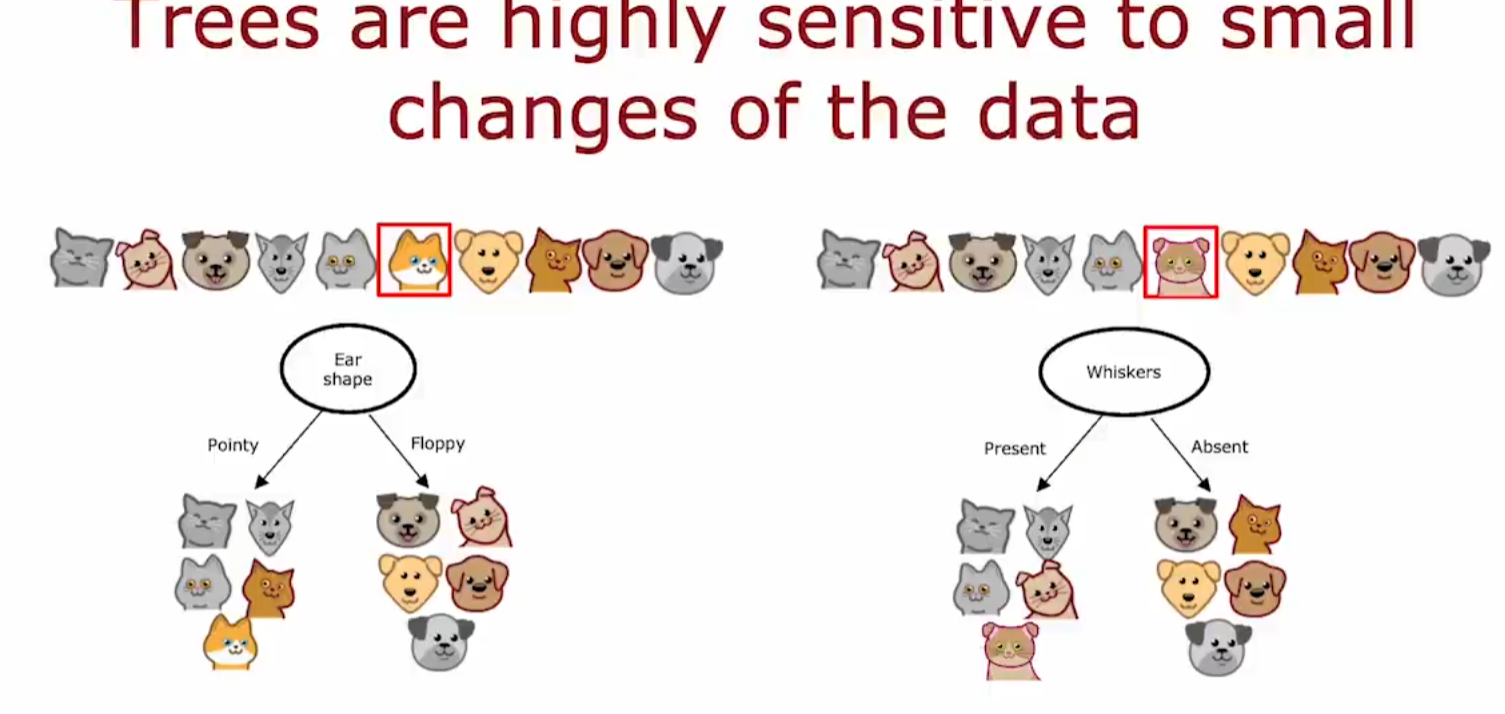 Trees are highly sensitive to small
changes of the data
Ear
shape
Pointy
Floppy
Whiskers
Present
Absent